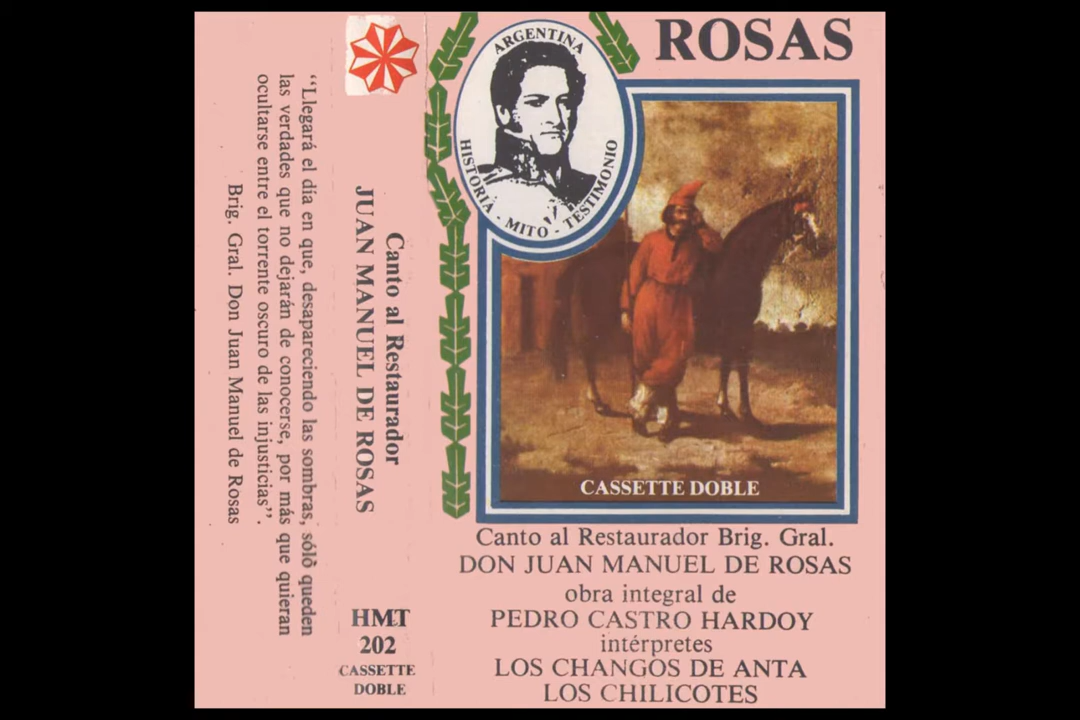 “Llegará el día en que, desapareciendo las sombras, sólo queden
las verdades que no dejarán de conocerse, por más que quieran
ocultarse entre el torrente oscuro de las injusticias”.
Brig. Gral. Don Juan Manuel de Rosas
Canto al Restaurador
JUAN MANUEL DE ROSAS
HMT
202
CASSETTE
DOBLE
ARGENTINA
HISTORIA - MITO - TESTIMONIO
ROSAS
CASSETTE DOBLE
Canto al Restaurador Brig. Gral.
DON JUAN MANUEL DE ROSAS
obra integral de
PEDRO CASTRO HARDOY
intérpretes
LOS CHANGOS DE ANTA
LOS CHILICOTES